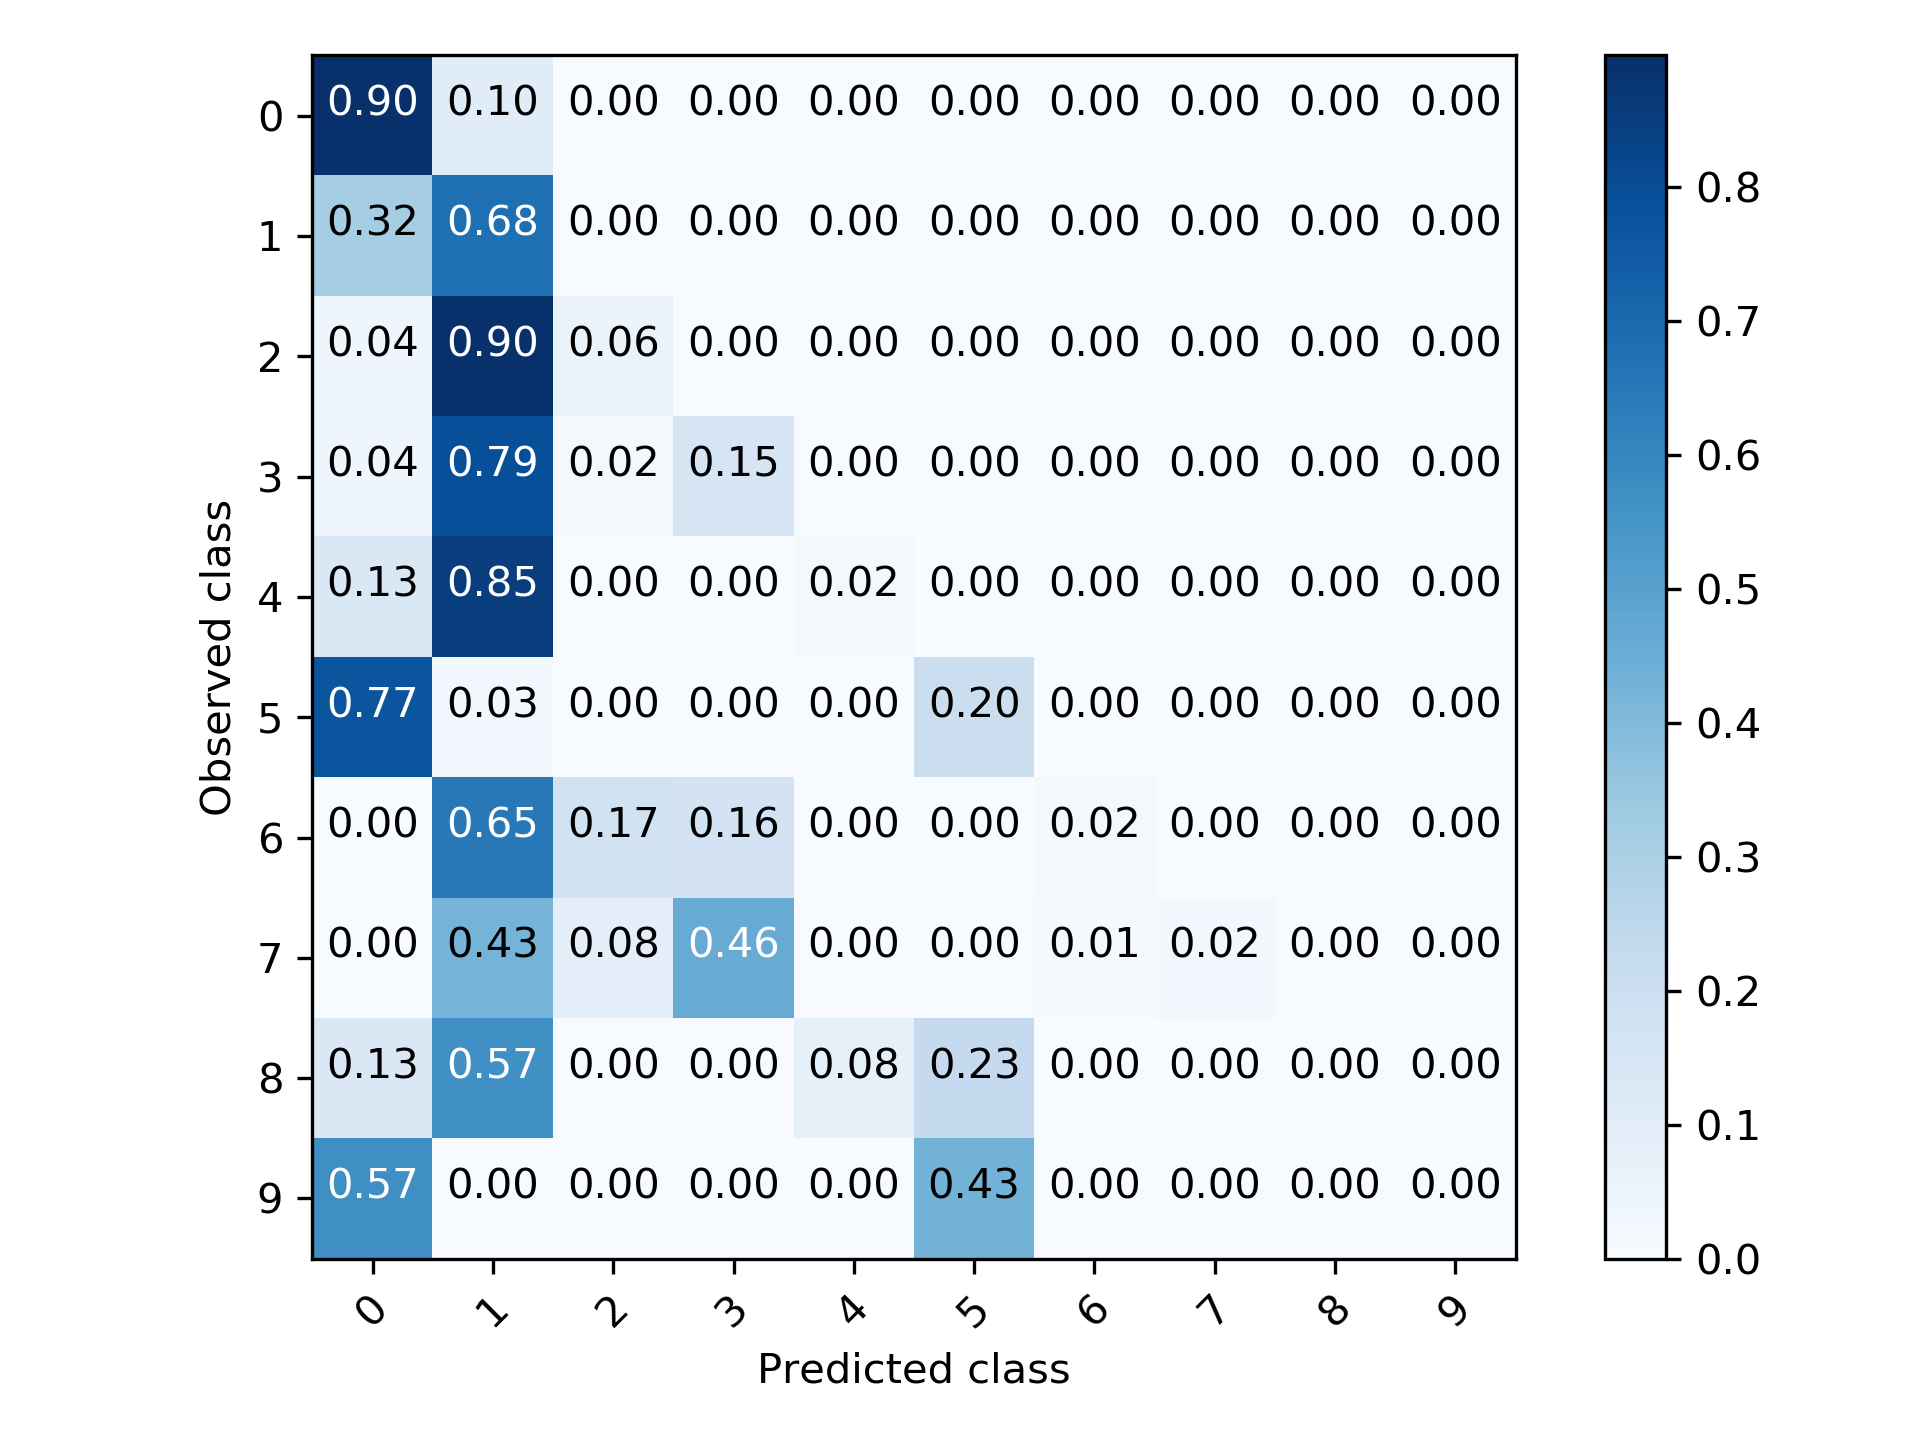 0 0.90 0.10 0.00 0.00 0.00 0.00 0.00 0.00 0.00 0.00
1 0.32 0.68 0.00 0.00 0.00 0.00 0.00 0.00 0.00 0.00
2 0.04 0.90 0.06 0.00 0.00 0.00 0.00 0.00 0.00 0.00
3 0.04 0.79 0.02 0.15 0.00 0.00 0.00 0.00 0.00 0.00
4 0.13 0.85 0.00 0.00 0.02 0.00 0.00 0.00 0.00 0.00
5 0.77 0.03 0.00 0.00 0.00 0.20 0.00 0.00 0.00 0.00
6 0.00 0.65 0.17 0.16 0.00 0.00 0.02 0.00 0.00 0.00
7 0.00 0.43 0.08 0.46 0.00 0.00 0.01 0.02 0.00 0.00
8 0.13 0.57 0.00 0.00 0.08 0.23 0.00 0.00 0.00 0.00
9 0.57 0.00 0.00 0.00 0.00 0.43 0.00 0.00 0.00 0.00
0 1 2 3 4 5 6 7 8 9
Predicted class
Observed class
0.8
0.7
0.6
0.5
0.4
0.3
0.2
0.1
0.0